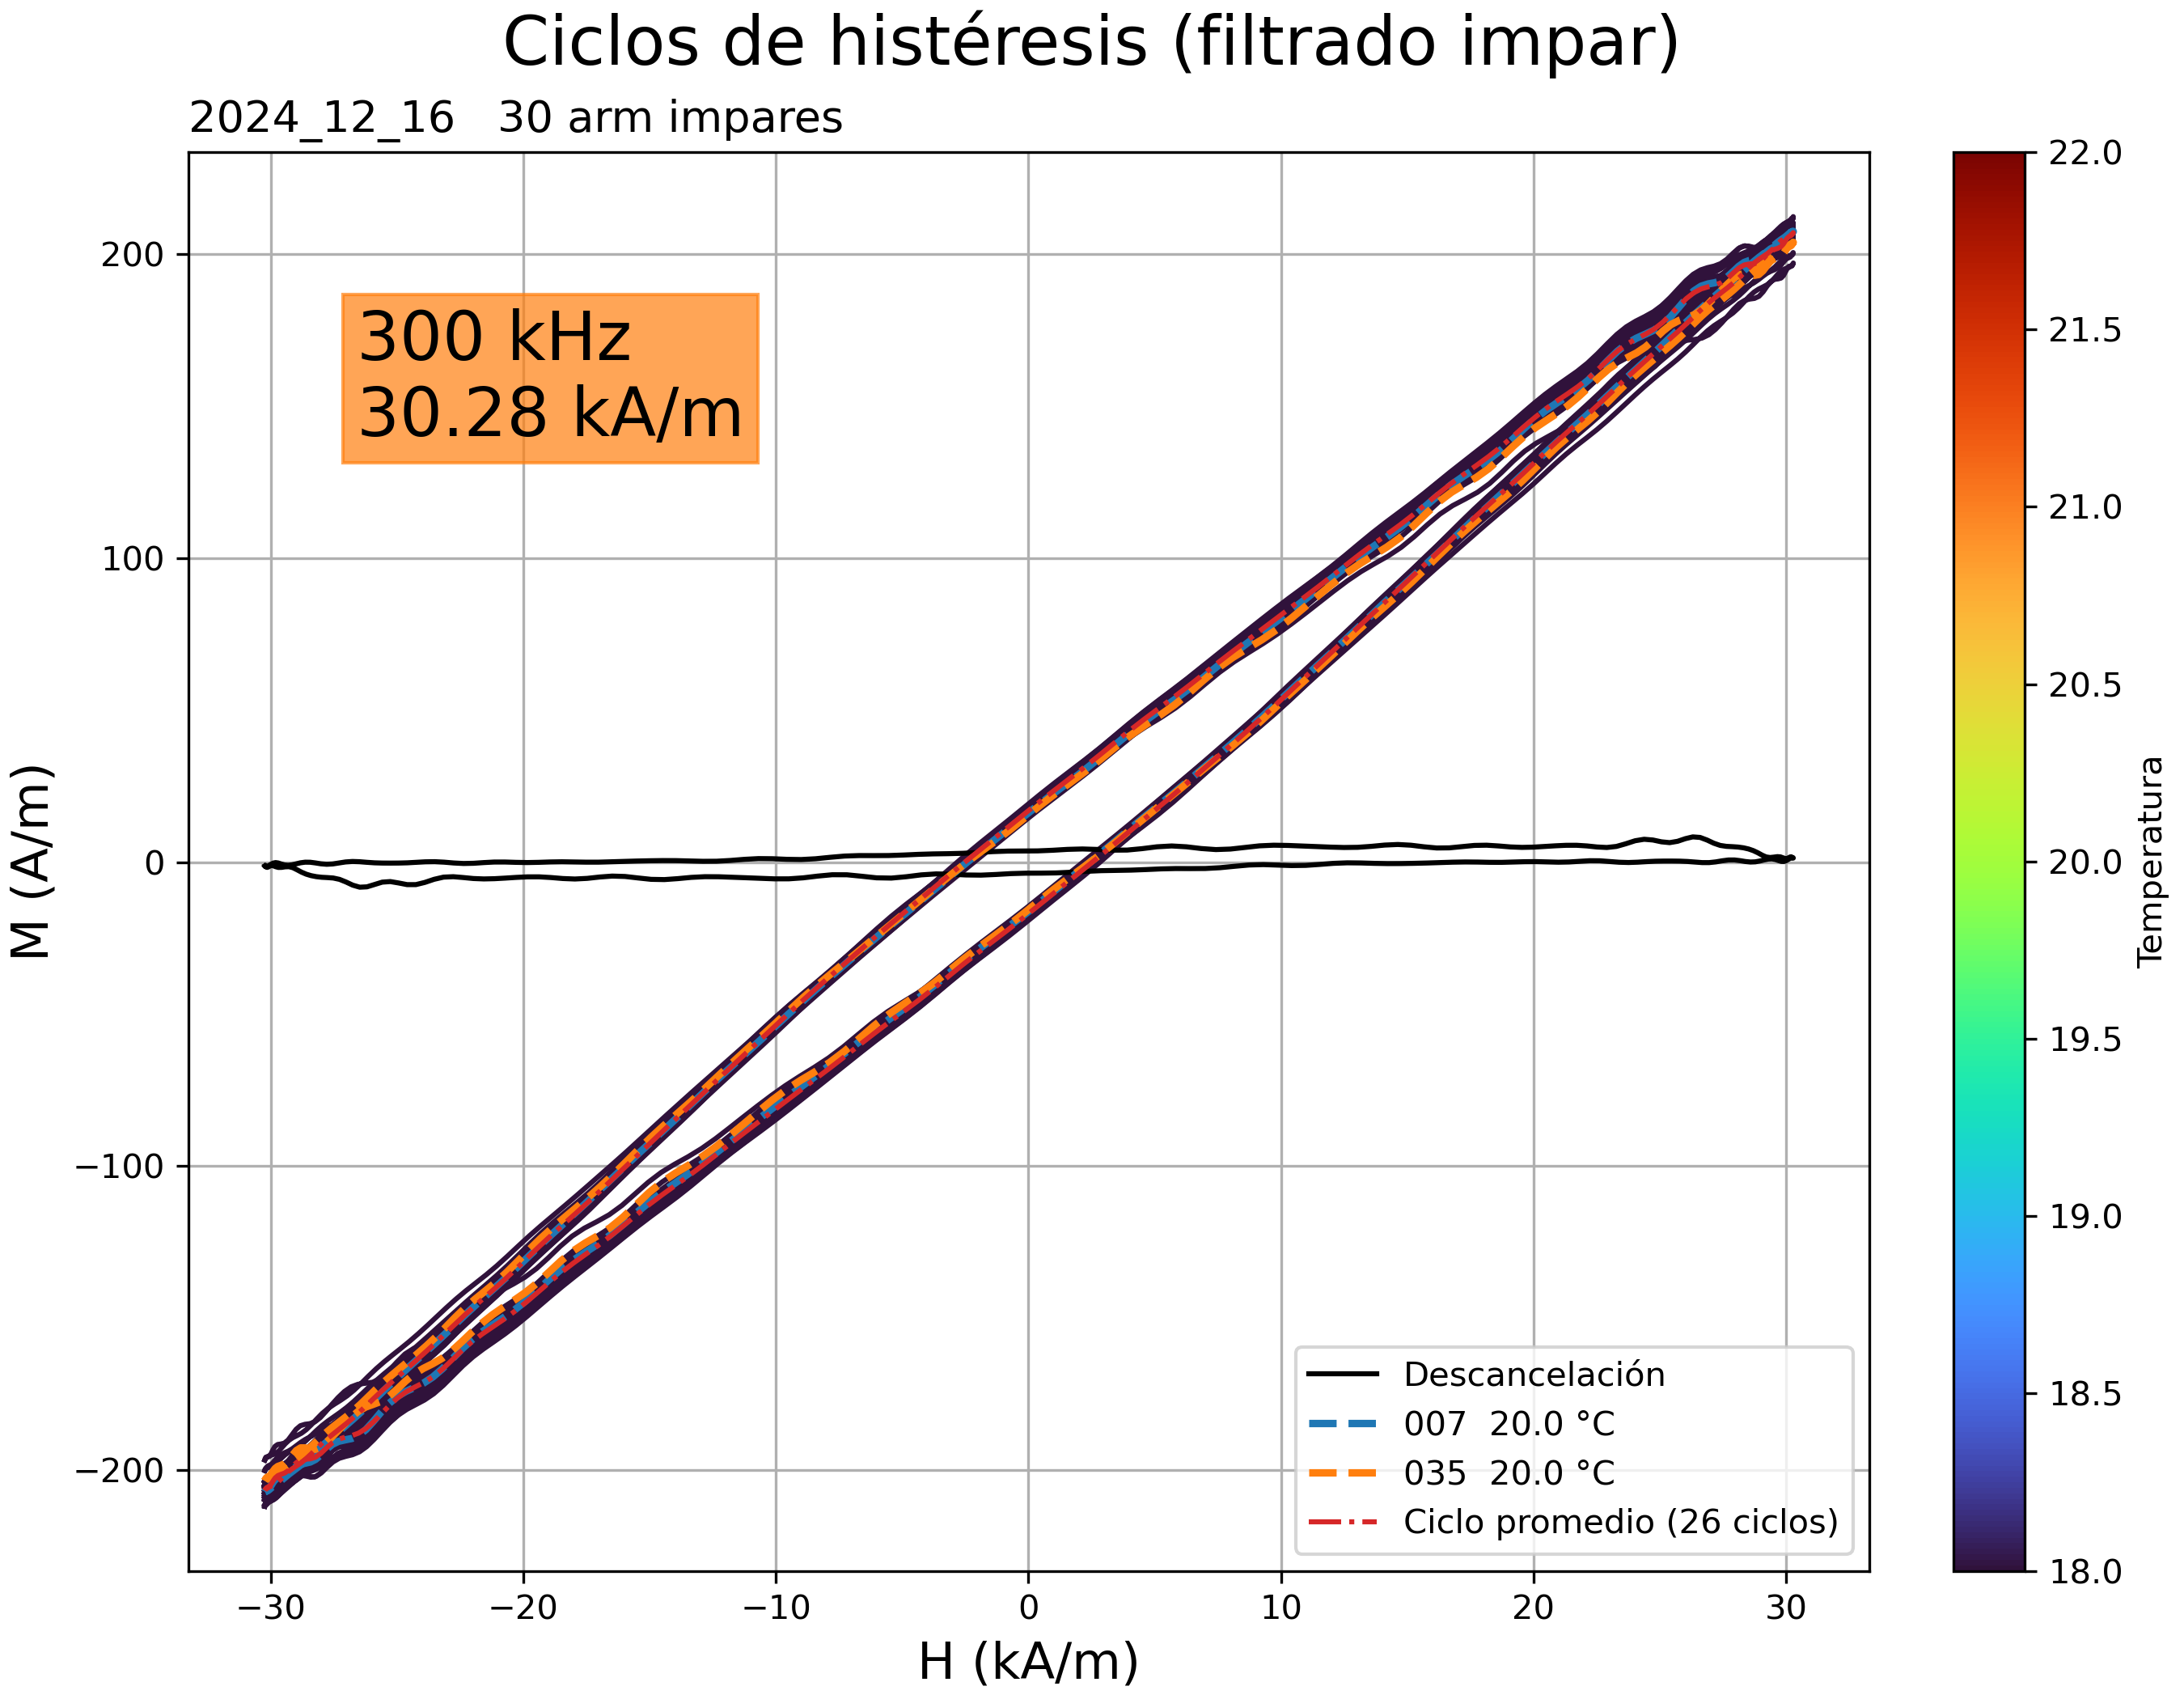 Ciclos de histéresis (filtrado impar)
2024_12_16   30 arm impares
300 kHz
30.28 kA/m
M (A/m)
200
100
0
−100
−200
−30
−20
−10
0
10
20
30
H (kA/m)
Descancelación
007  20.0 °C
035  20.0 °C
Ciclo promedio (26 ciclos)
22.0
21.5
21.0
20.5
20.0
19.5
19.0
18.5
18.0
Temperatura